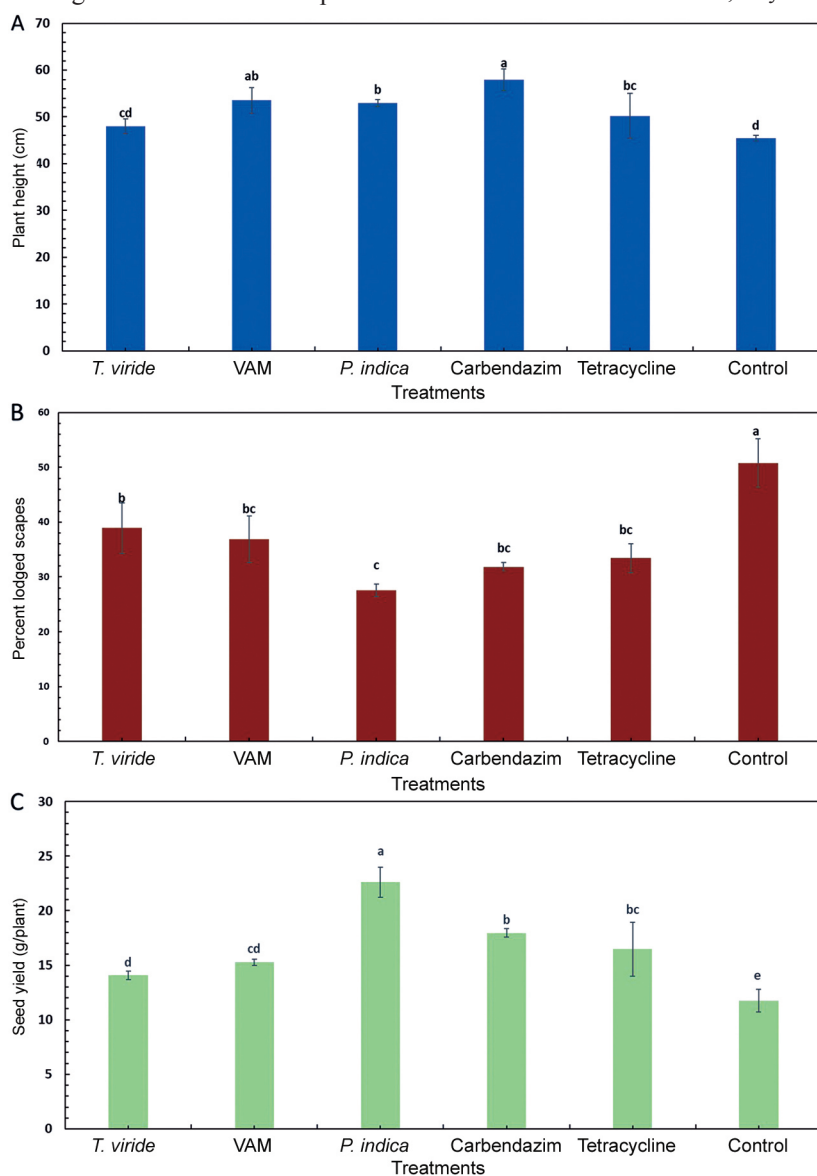 A
70
60
50
40
30
20
10
0
Plant height (cm)
cd
ab
b
a
bc
d
T. viride VAM P. indica Carbendazim Tetracycline Control
Treatments
B
60
50
40
30
20
10
0
Percent lodged scapes
b
bc
c
bc
bc
a
T. viride VAM P. indica Carbendazim Tetracycline Control
Treatments
C
30
25
20
15
10
5
0
Seed yield (g/plant)
d
cd
a
b
bc
e
T. viride VAM P. indica Carbendazim Tetracycline Control
Treatments